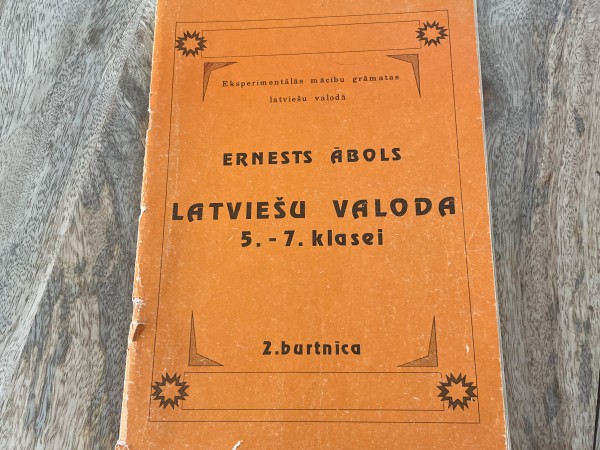 Eksperimentālās mācību grāmatas
latviešu valodā
ERNESTS ĀBOLS
LATVIEŠU VALODA
5. - 7. klasei
2. burtnīca